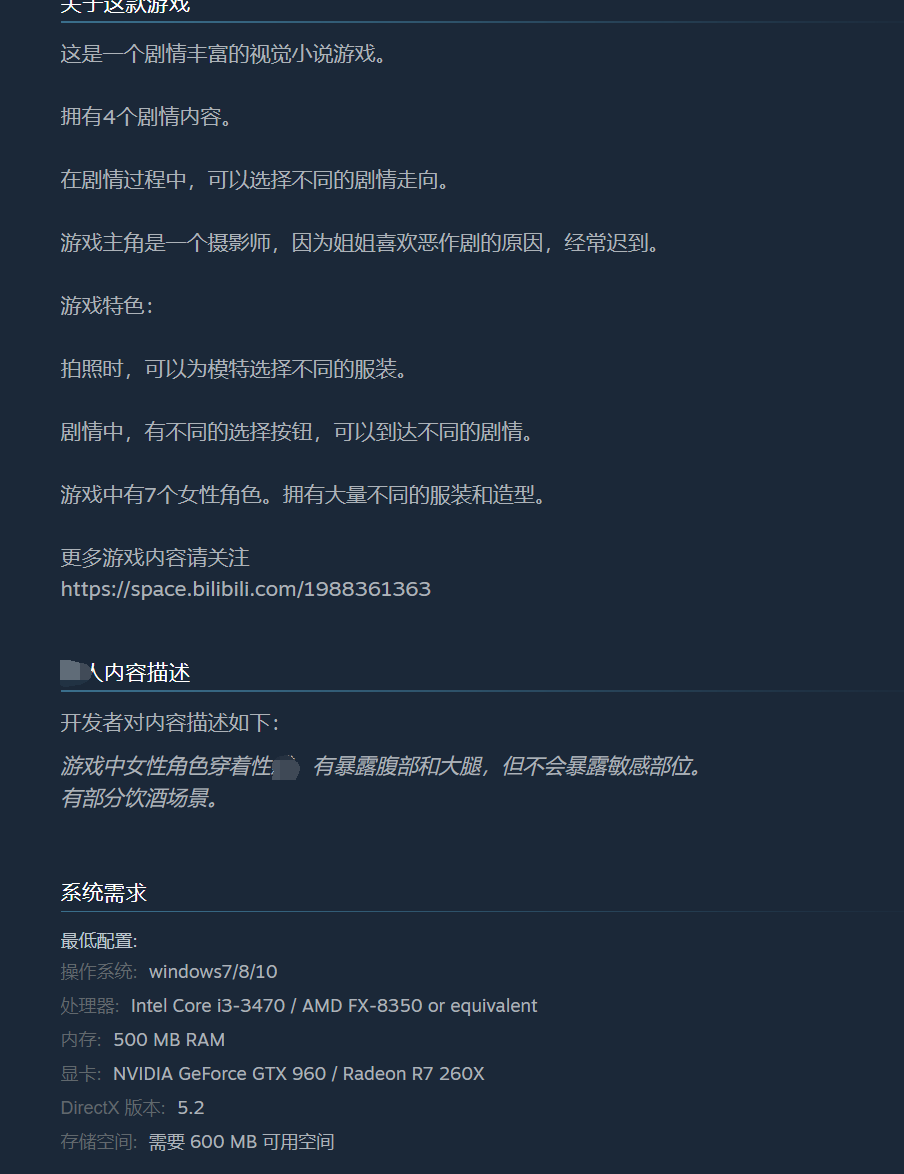 关于这款游戏
这是一个剧情丰富的视觉小说游戏。
拥有4个剧情内容。
在剧情过程中，可以选择不同的剧情走向。
游戏主角是一个摄影师，因为姐姐喜欢恶作剧的原因，经常迟到。
游戏特色：
拍照时，可以为模特选择不同的服装。
剧情中，有不同的选择按钮，可以到达不同的剧情。
游戏中有7个女性角色。拥有大量不同的服装和造型。
更多游戏内容请关注
https://space.bilibili.com/1988361363
人内容描述
开发者对内容描述如下：
游戏中女性角色穿着性 有暴露腹部和大腿，但不会暴露敏感部位。
有部分饮酒场景。
系统需求
最低配置:
操作系统: windows7/8/10
处理器: Intel Core i3-3470 / AMD FX-8350 or equivalent
内存: 500 MB RAM
显卡: NVIDIA GeForce GTX 960 / Radeon R7 260X
DirectX 版本: 5.2
存储空间: 需要 600 MB 可用空间